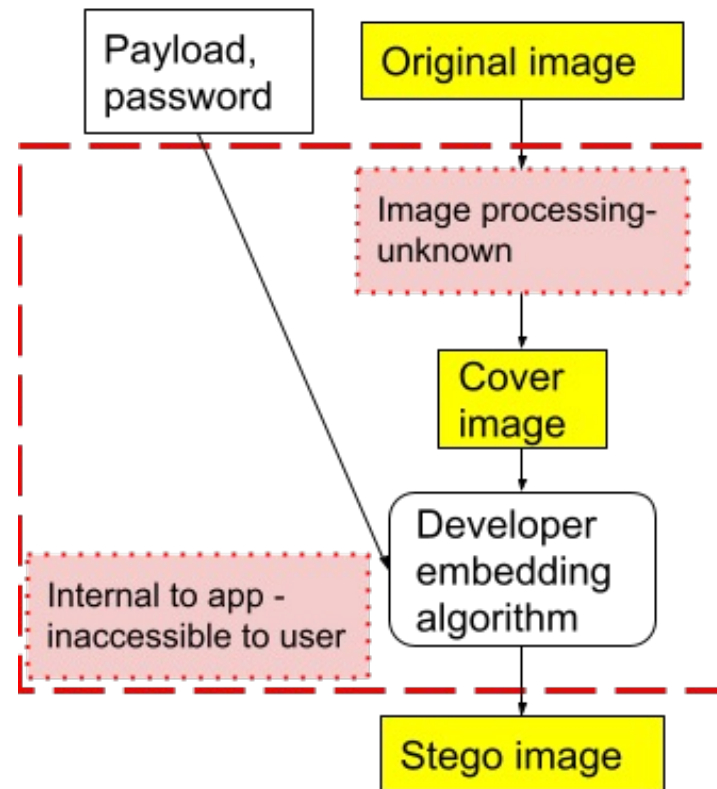 Payload,
password
Original image
Image processing-
unknown
Cover
image
Developer
embedding
algorithm
Internal to app -
inaccessible to user
Stego image